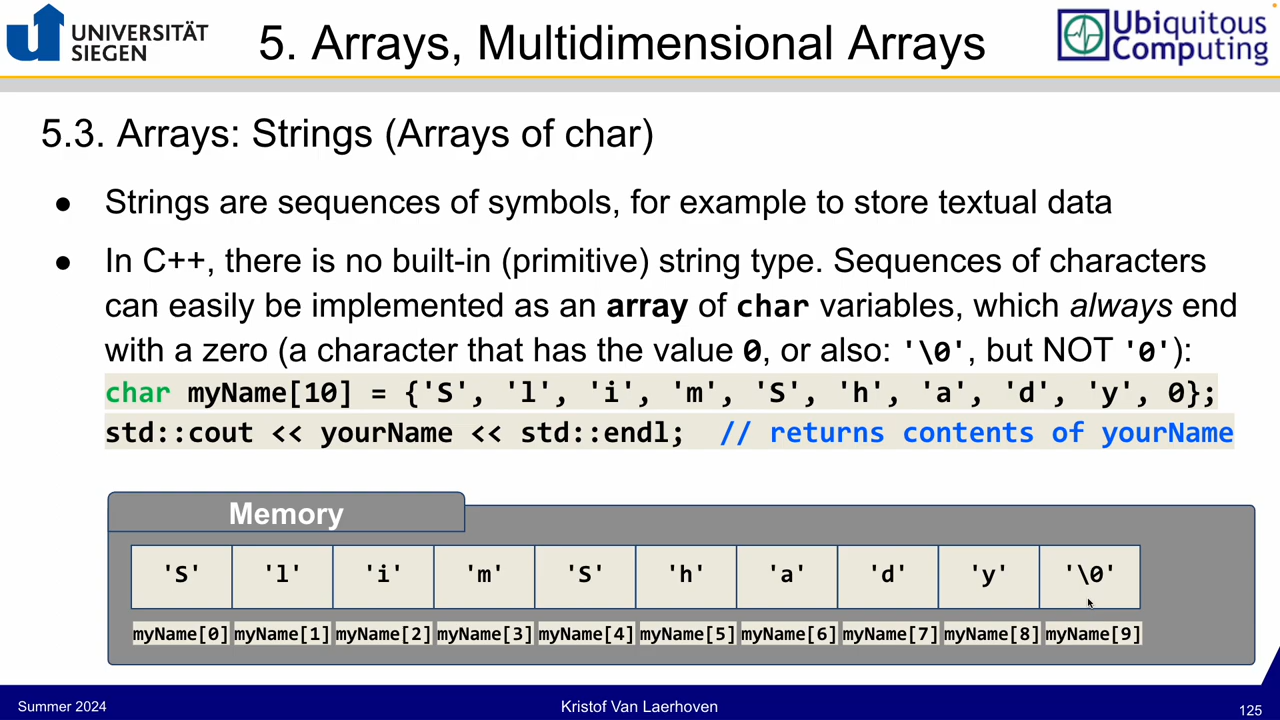 UNIVERSITÄT
SIEGEN
5. Arrays, Multidimensional Arrays
Ubiquitous
Computing
5.3. Arrays: Strings (Arrays of char)
● Strings are sequences of symbols, for example to store textual data
● In C++, there is no built-in (primitive) string type. Sequences of characters
can easily be implemented as an array of char variables, which always end
with a zero (a character that has the value 0, or also: '\0', but NOT '0'):
char myName[10] = {'S', 'l', 'i', 'm', 'S', 'h', 'a', 'd', 'y', 0};
std::cout << yourName << std::endl;  // returns contents of yourName
Memory
'S' 'l' 'i' 'm' 'S' 'h' 'a' 'd' 'y' '\0'
myName[0] myName[1] myName[2] myName[3] myName[4] myName[5] myName[6] myName[7] myName[8] myName[9]
Summer 2024
Kristof Van Laerhoven
125